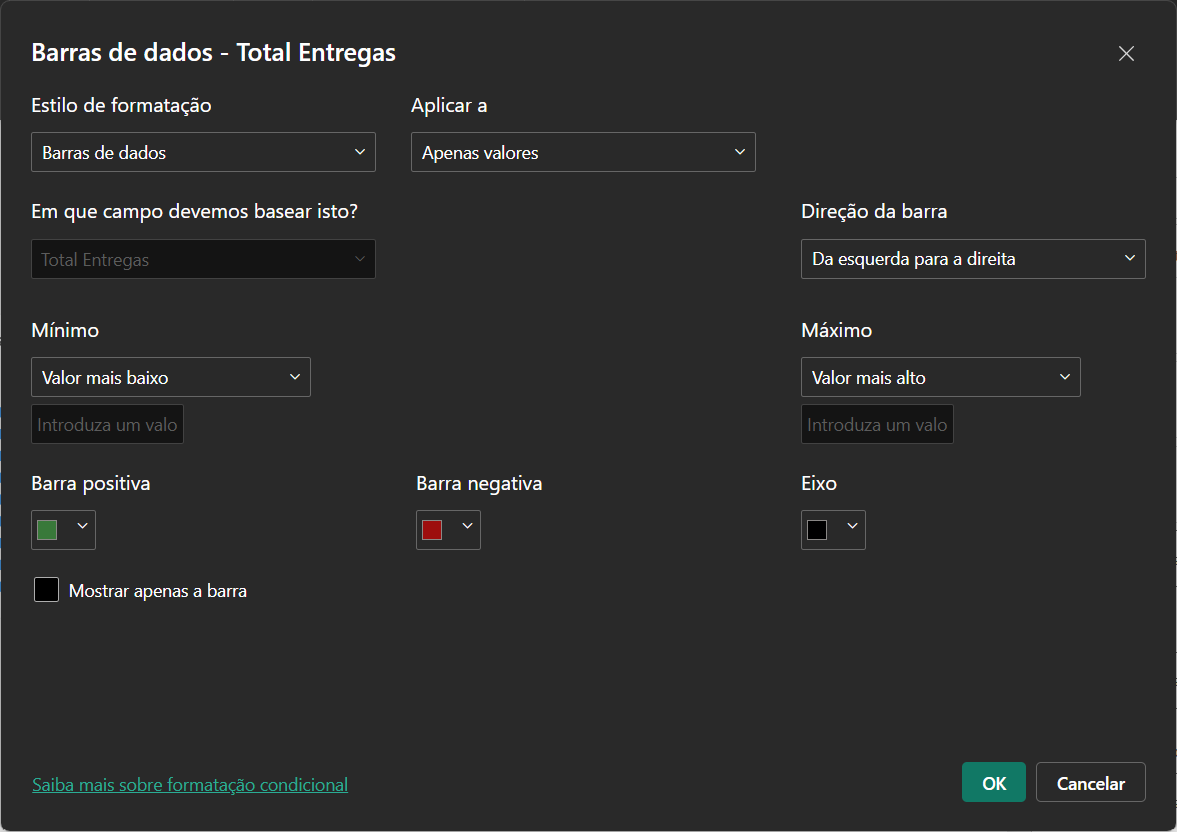 Barras de dados - Total Entregas
Estilo de formatação
Aplicar a
Barras de dados
Apenas valores
Em que campo devemos basear isto?
Direção da barra
Total Entregas
Da esquerda para a direita
Mínimo
Máximo
Valor mais baixo
Valor mais alto
Introduza um valo
Introduza um valo
Barra positiva
Barra negativa
Eixo
Mostrar apenas a barra
Saiba mais sobre formatação condicional
OK
Cancelar